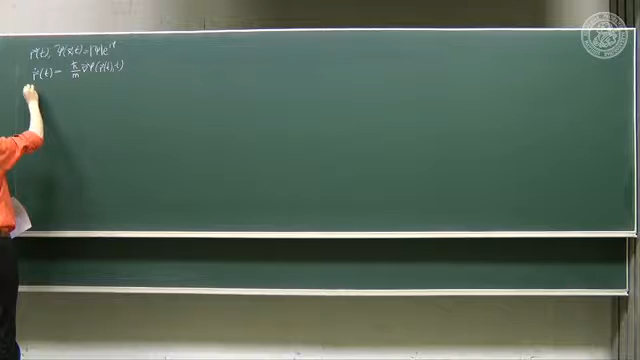 r(t), ψ(x,t) = |ψ|e^{iφ}
ṙ(t) = ħ/m ∇φ(r(t),t)